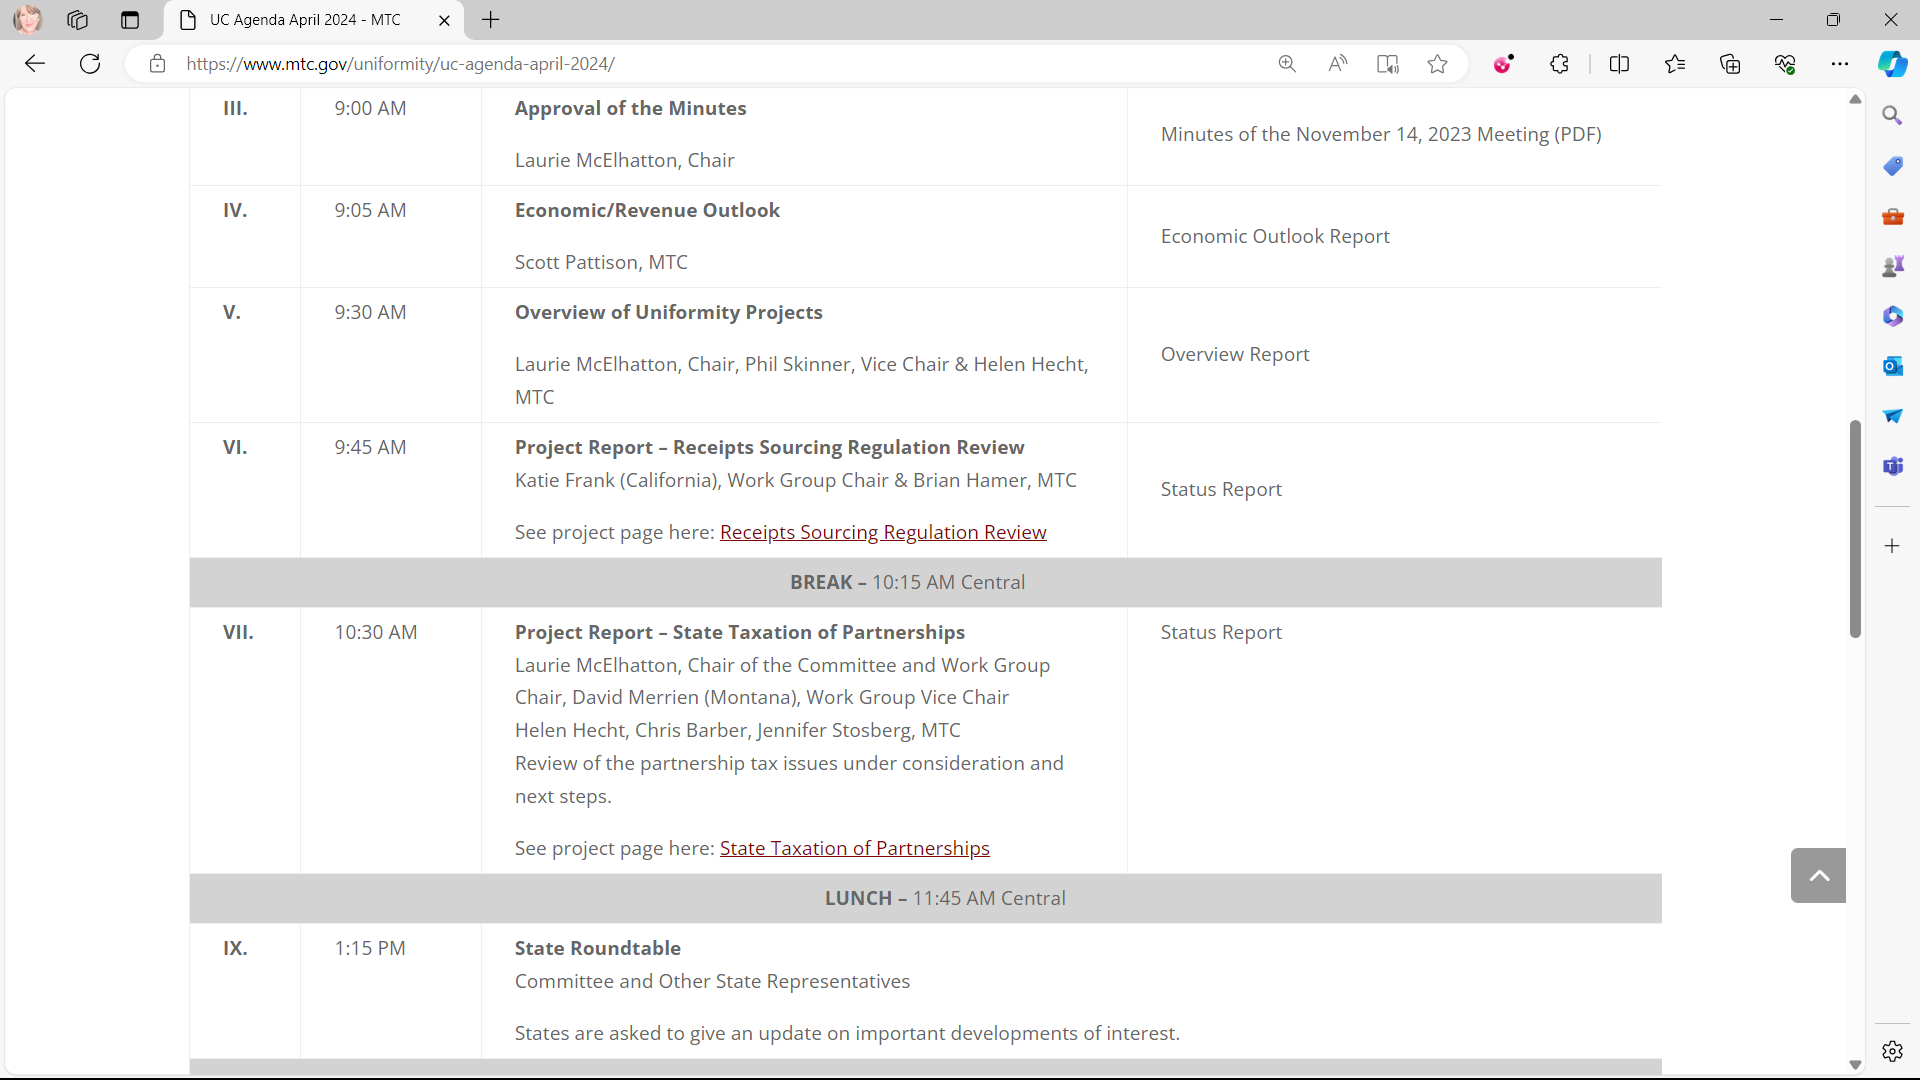 UC Agenda April 2024 - MTC
https://www.mtc.gov/uniformity/uc-agenda-april-2024/
III.
9:00 AM
Approval of the Minutes
Laurie McElhatton, Chair
Minutes of the November 14, 2023 Meeting (PDF)
IV.
9:05 AM
Economic/Revenue Outlook
Scott Pattison, MTC
Economic Outlook Report
V.
9:30 AM
Overview of Uniformity Projects
Laurie McElhatton, Chair, Phil Skinner, Vice Chair & Helen Hecht,
MTC
Overview Report
VI.
9:45 AM
Project Report – Receipts Sourcing Regulation Review
Katie Frank (California), Work Group Chair & Brian Hamer, MTC
See project page here: Receipts Sourcing Regulation Review
Status Report
BREAK – 10:15 AM Central
VII.
10:30 AM
Project Report – State Taxation of Partnerships
Laurie McElhatton, Chair of the Committee and Work Group
Chair, David Merrien (Montana), Work Group Vice Chair
Helen Hecht, Chris Barber, Jennifer Stosberg, MTC
Review of the partnership tax issues under consideration and
next steps.
See project page here: State Taxation of Partnerships
Status Report
LUNCH – 11:45 AM Central
IX.
1:15 PM
State Roundtable
Committee and Other State Representatives
States are asked to give an update on important developments of interest.